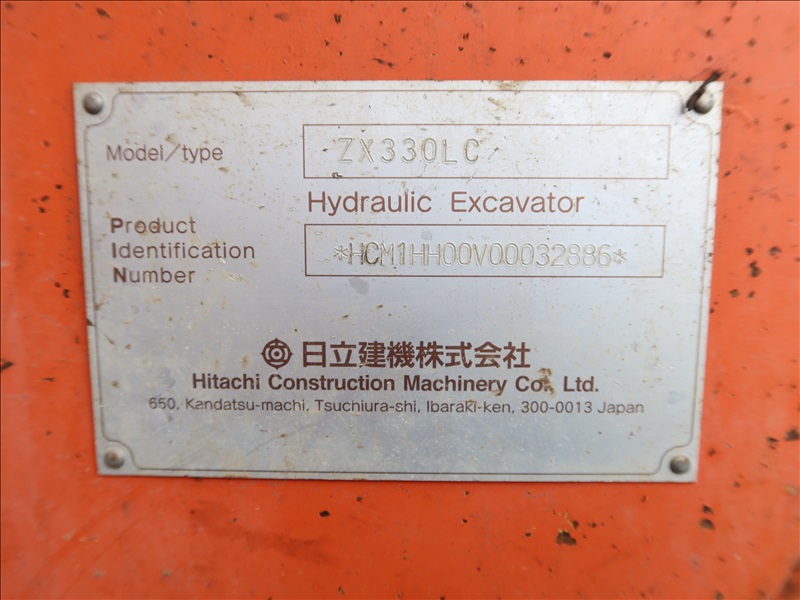 Model/type ZX330LC
Hydraulic Excavator
Product
Identification
Number
*HCM1HH00V00032886*
日立建機株式会社
Hitachi Construction Machinery Co., Ltd.
650, Kandatsu-machi, Tsuchiura-shi, Ibaraki-ken, 300-0013 Japan